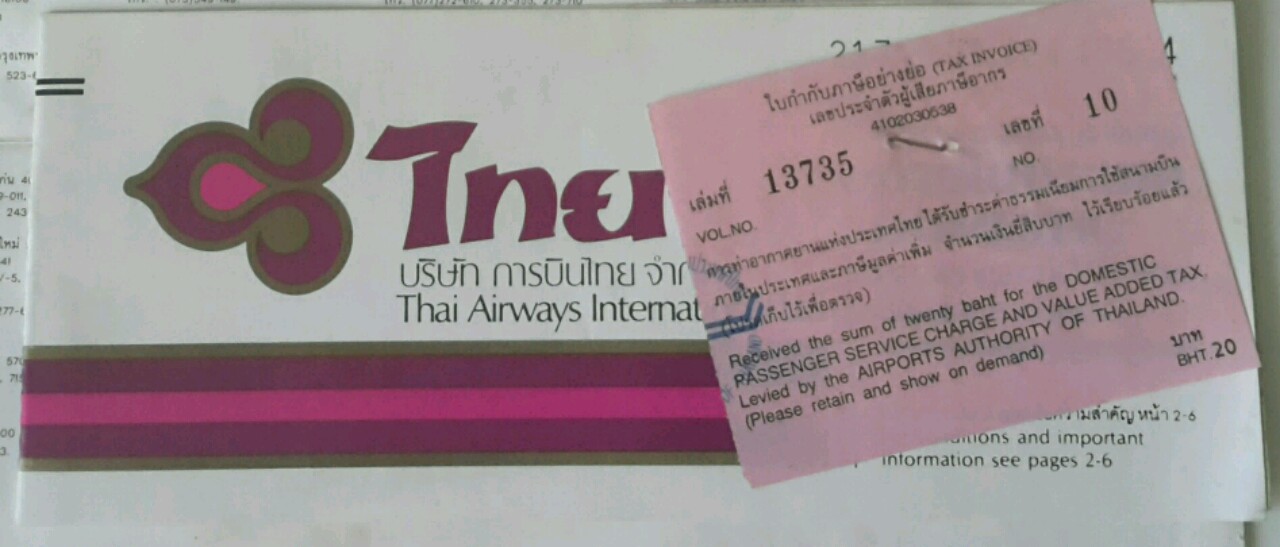 ไทย
บริษัท การบินไทย
Thai Airways
ใบกำกับภาษีอย่างย่อ (TAX INVOICE)
เลขประจำตัวผู้เสียภาษีอากร
4102030538
เล่มที่ 13735 เลขที่ 10
VOL.NO. NO.
การท่าอากาศยานแห่งประเทศไทย ได้รับชำระค่าธรรมเนียมการใช้สนามบิน
ภายในประเทศและภาษีมูลค่าเพิ่ม จำนวนเงินยี่สิบบาท ไว้เรียบร้อยแล้ว
เก็บไว้เพื่อตรวจ)
Received the sum of twenty baht for the DOMESTIC
PASSENGER SERVICE CHARGE AND VALUE ADDED TAX.
Levied by the AIRPORTS AUTHORITY OF THAILAND.
(Please retain and show on demand)
บาท
BHT.20
หน้า 2-6
and important
information see pages 2-6